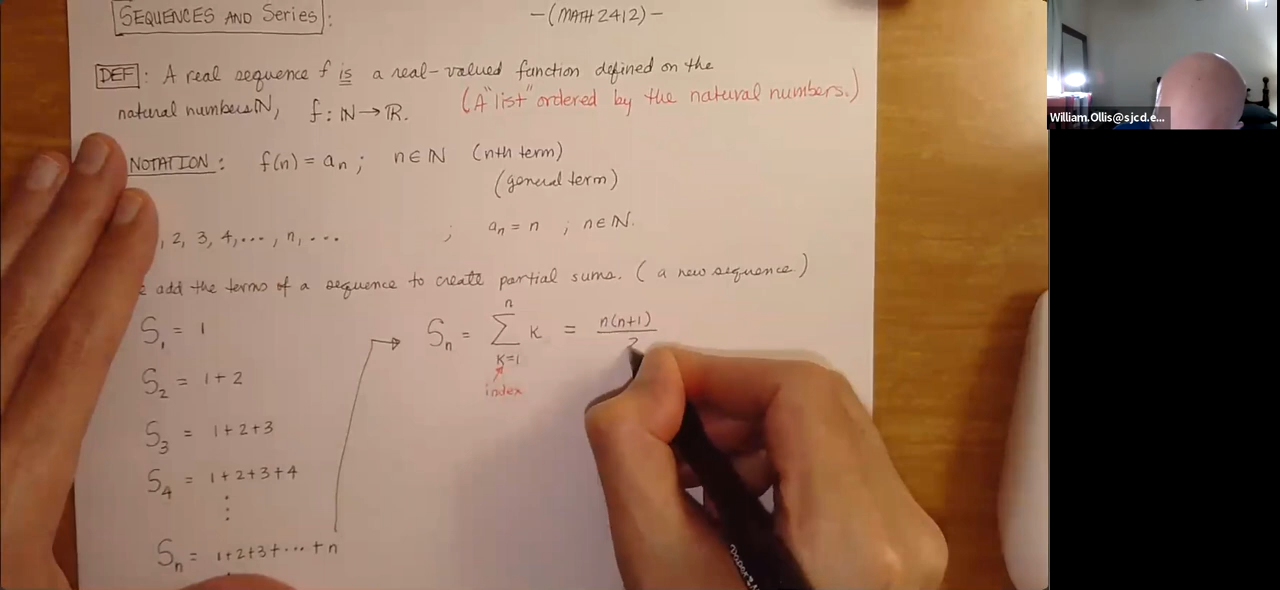 SEQUENCES AND Series:
-(MATH 2412)-
DEF: A real sequence f is a real-valued function defined on the
natural numbers ℕ, f: ℕ→ℝ. (A "list" ordered by the natural numbers.)
NOTATION: f(n) = aₙ ; n∈ℕ (nth term)
(general term)
, 2, 3, 4, ..., n, ... ; aₙ = n ; n∈ℕ.
add the terms of a sequence to create partial sums. (a new sequence)
S₁ = 1
Sₙ = ∑ₖ₌₁ⁿ K = n(n+1)/2
index
S₂ = 1+2
S₃ = 1+2+3
S₄ = 1+2+3+4
⋮
Sₙ = 1+2+3+...+n
William.Ollis@sjcd.e...